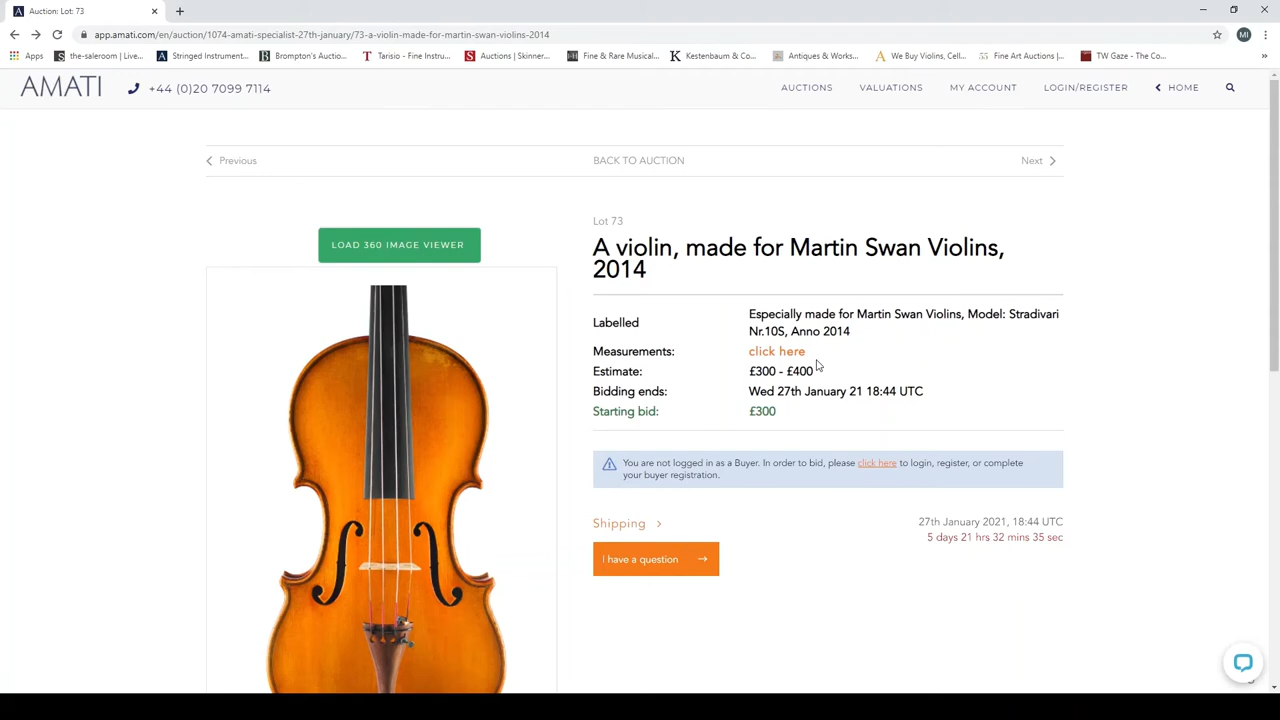 Auction: Lot: 73
app.amati.com/en/auction/1074-amati-specialist-27th-january/73-a-violin-made-for-martin-swan-violins-2014
MI
Apps
the-saleroom | Live...
Stringed Instrument...
Brompton's Auction...
Tarisio - Fine Instru...
Auctions | Skinner...
Fine & Rare Musical...
Kestenbaum & Co...
Antiques & Works...
We Buy Violins, Cell...
Fine Art Auctions |...
TW Gaze - The Co...
AMATI
+44 (0)20 7099 7114
AUCTIONS
VALUATIONS
MY ACCOUNT
LOGIN/REGISTER
HOME
Previous
BACK TO AUCTION
Next
LOAD 360 IMAGE VIEWER
Lot 73
A violin, made for Martin Swan Violins,
2014
Labelled
Especially made for Martin Swan Violins, Model: Stradivari
Nr.10S, Anno 2014
Measurements:
click here
Estimate:
£300 - £400
Bidding ends:
Wed 27th January 21 18:44 UTC
Starting bid:
£300
You are not logged in as a Buyer. In order to bid, please click here to login, register, or complete
your buyer registration.
Shipping
27th January 2021, 18:44 UTC
5 days 21 hrs 32 mins 35 sec
I have a question